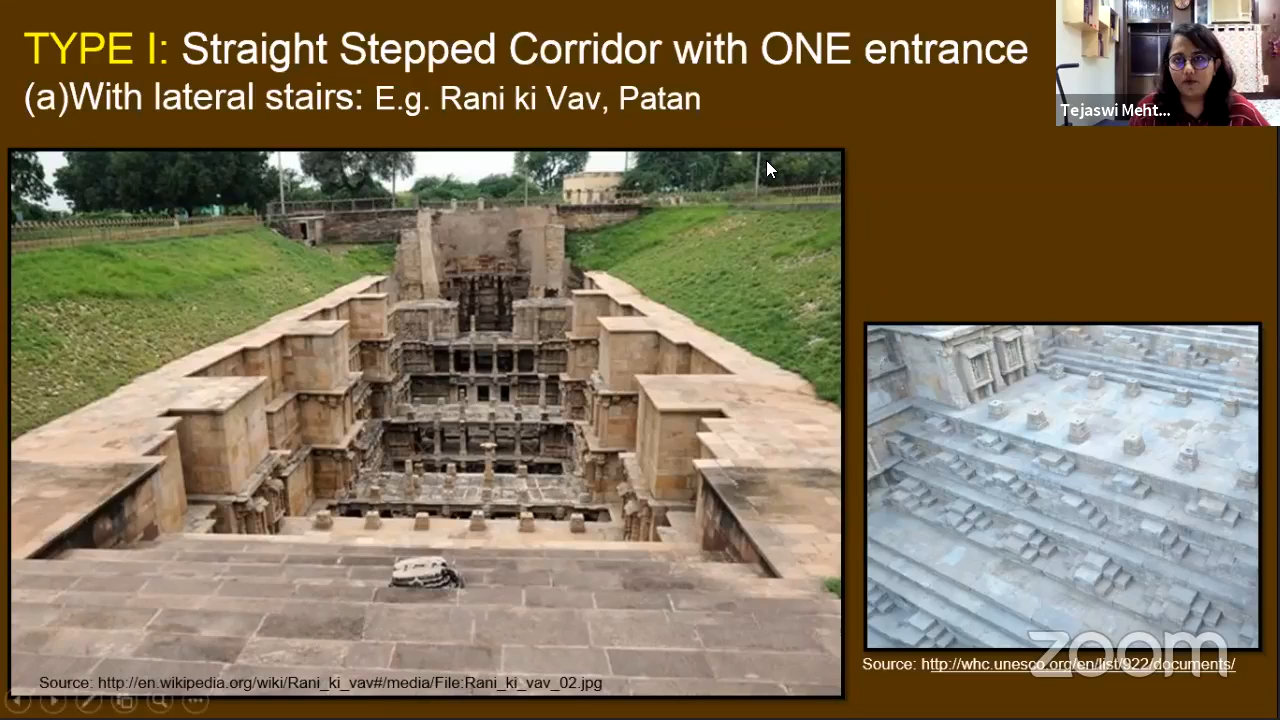 TYPE I: Straight Stepped Corridor with ONE entrance
(a)With lateral stairs: E.g. Rani ki Vav, Patan
Tejaswi Meht...
Source: http://en.wikipedia.org/wiki/Rani_ki_vav#/media/File:Rani_ki_vav_02.jpg
zoom
Source: http://whc.unesco.org/en/list/922/documents/